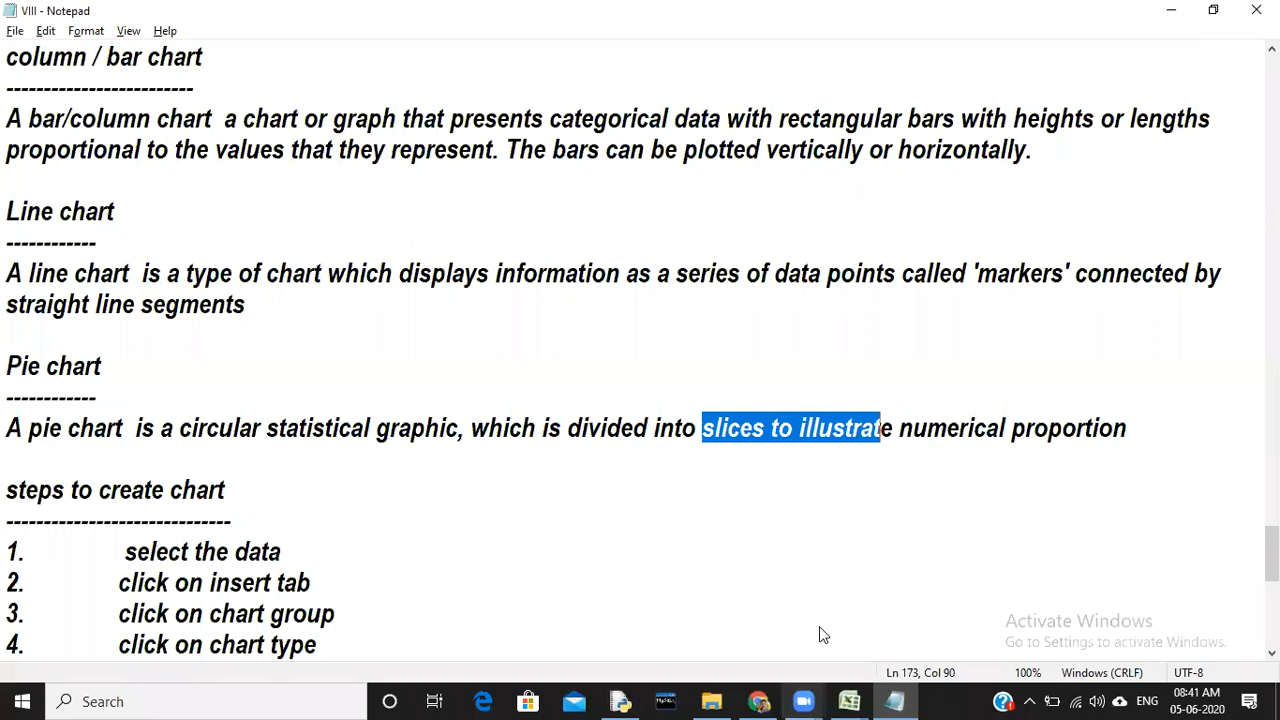 VIII - Notepad
File Edit Format View Help
column / bar chart
-------------------------
A bar/column chart  a chart or graph that presents categorical data with rectangular bars with heights or lengths
proportional to the values that they represent. The bars can be plotted vertically or horizontally.
Line chart
------------
A line chart  is a type of chart which displays information as a series of data points called 'markers' connected by
straight line segments
Pie chart
------------
A pie chart  is a circular statistical graphic, which is divided into slices to illustrate numerical proportion
steps to create chart
------------------------------
1. select the data
2. click on insert tab
3. click on chart group
4. click on chart type
Activate Windows
Go to Settings to activate Windows.
Ln 173, Col 90 100% Windows (CRLF) UTF-8
Search ENG 08:41 AM
05-06-2020